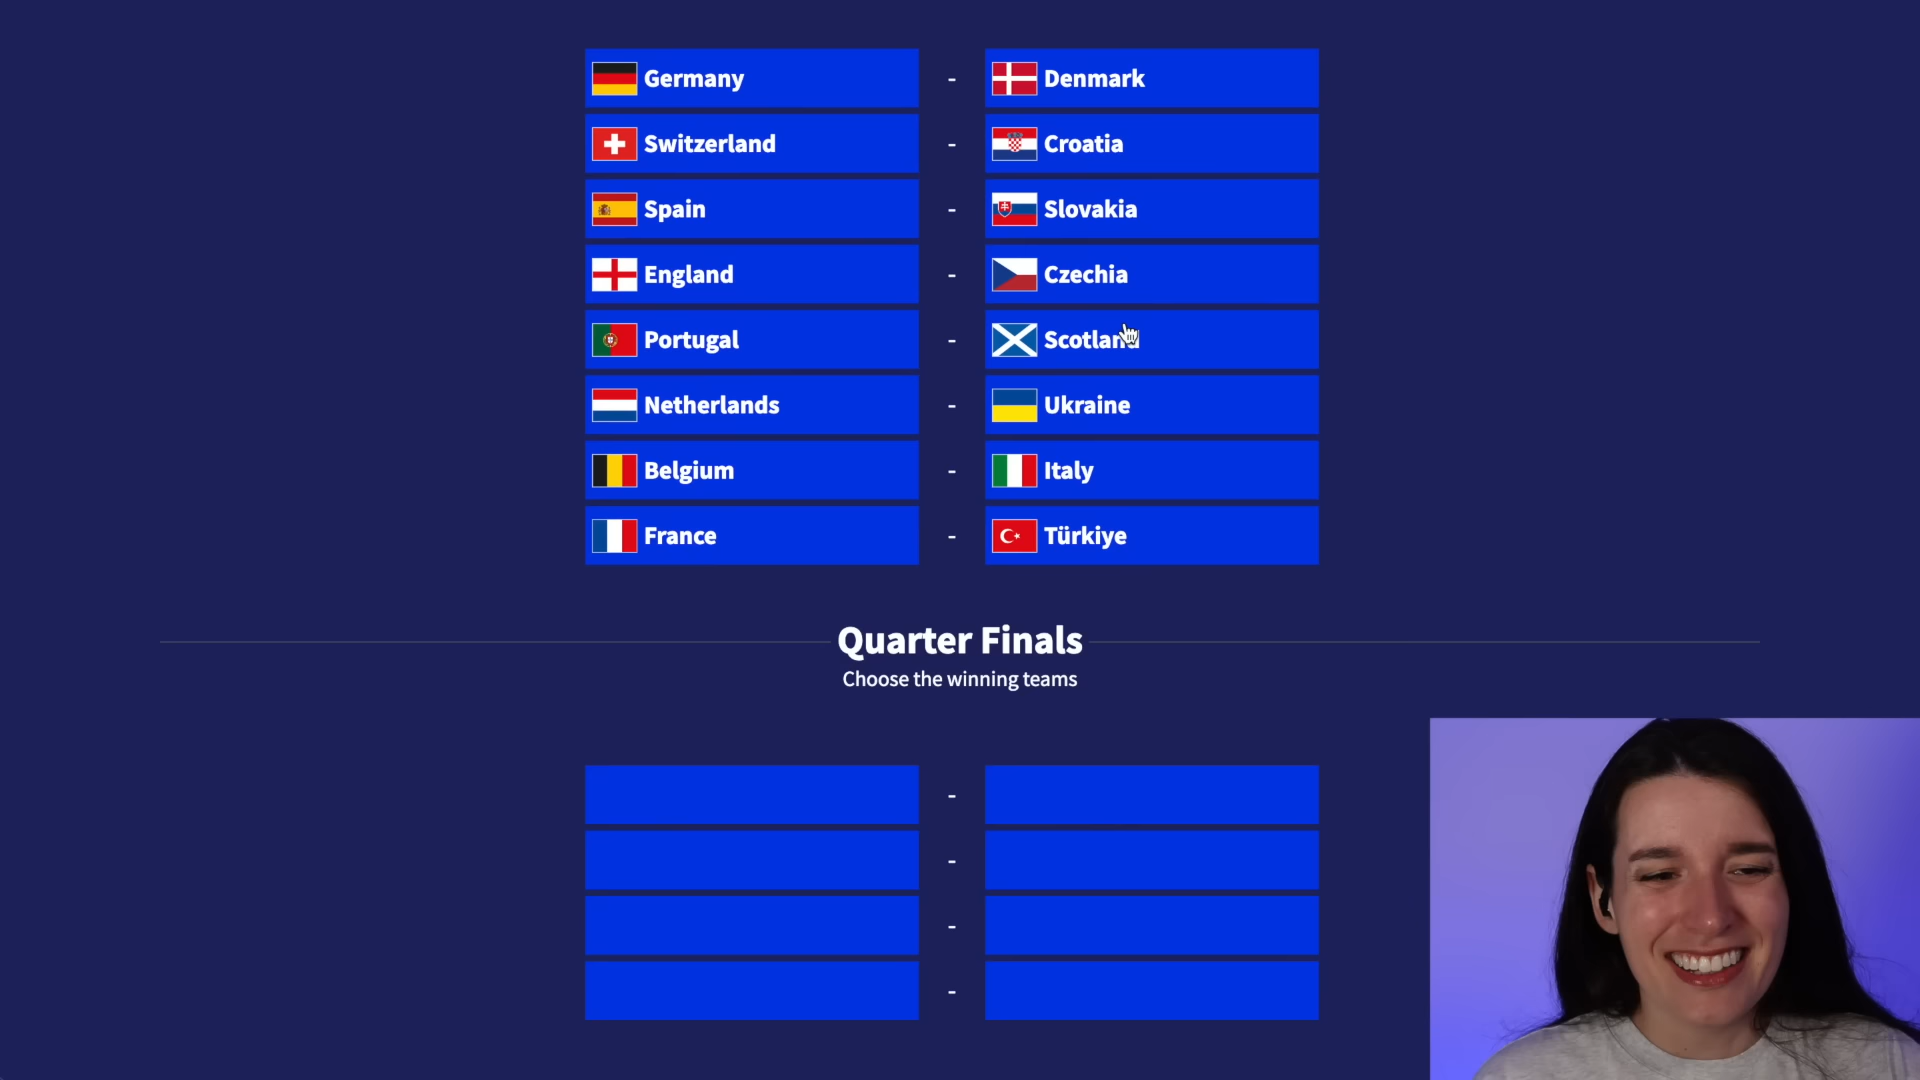 Germany - Denmark
Switzerland - Croatia
Spain - Slovakia
England - Czechia
Portugal - Scotland
Netherlands - Ukraine
Belgium - Italy
France - Türkiye
Quarter Finals
Choose the winning teams
-
-
-
-